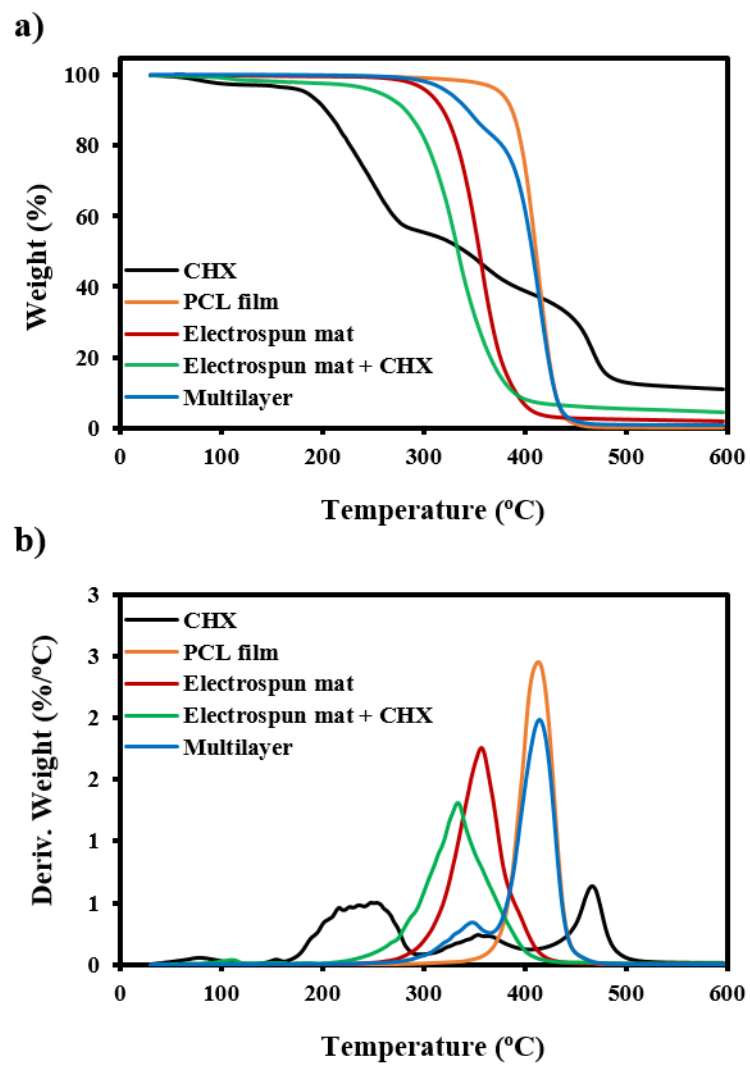 a)
100
80
60
40
20
0
Weight (%)
CHX
PCL film
Electrospun mat
Electrospun mat + CHX
Multilayer
0 100 200 300 400 500 600
Temperature (ºC)
b)
3
3
2
2
1
1
0
Deriv. Weight (%/ºC)
CHX
PCL film
Electrospun mat
Electrospun mat + CHX
Multilayer
0 100 200 300 400 500 600
Temperature (ºC)